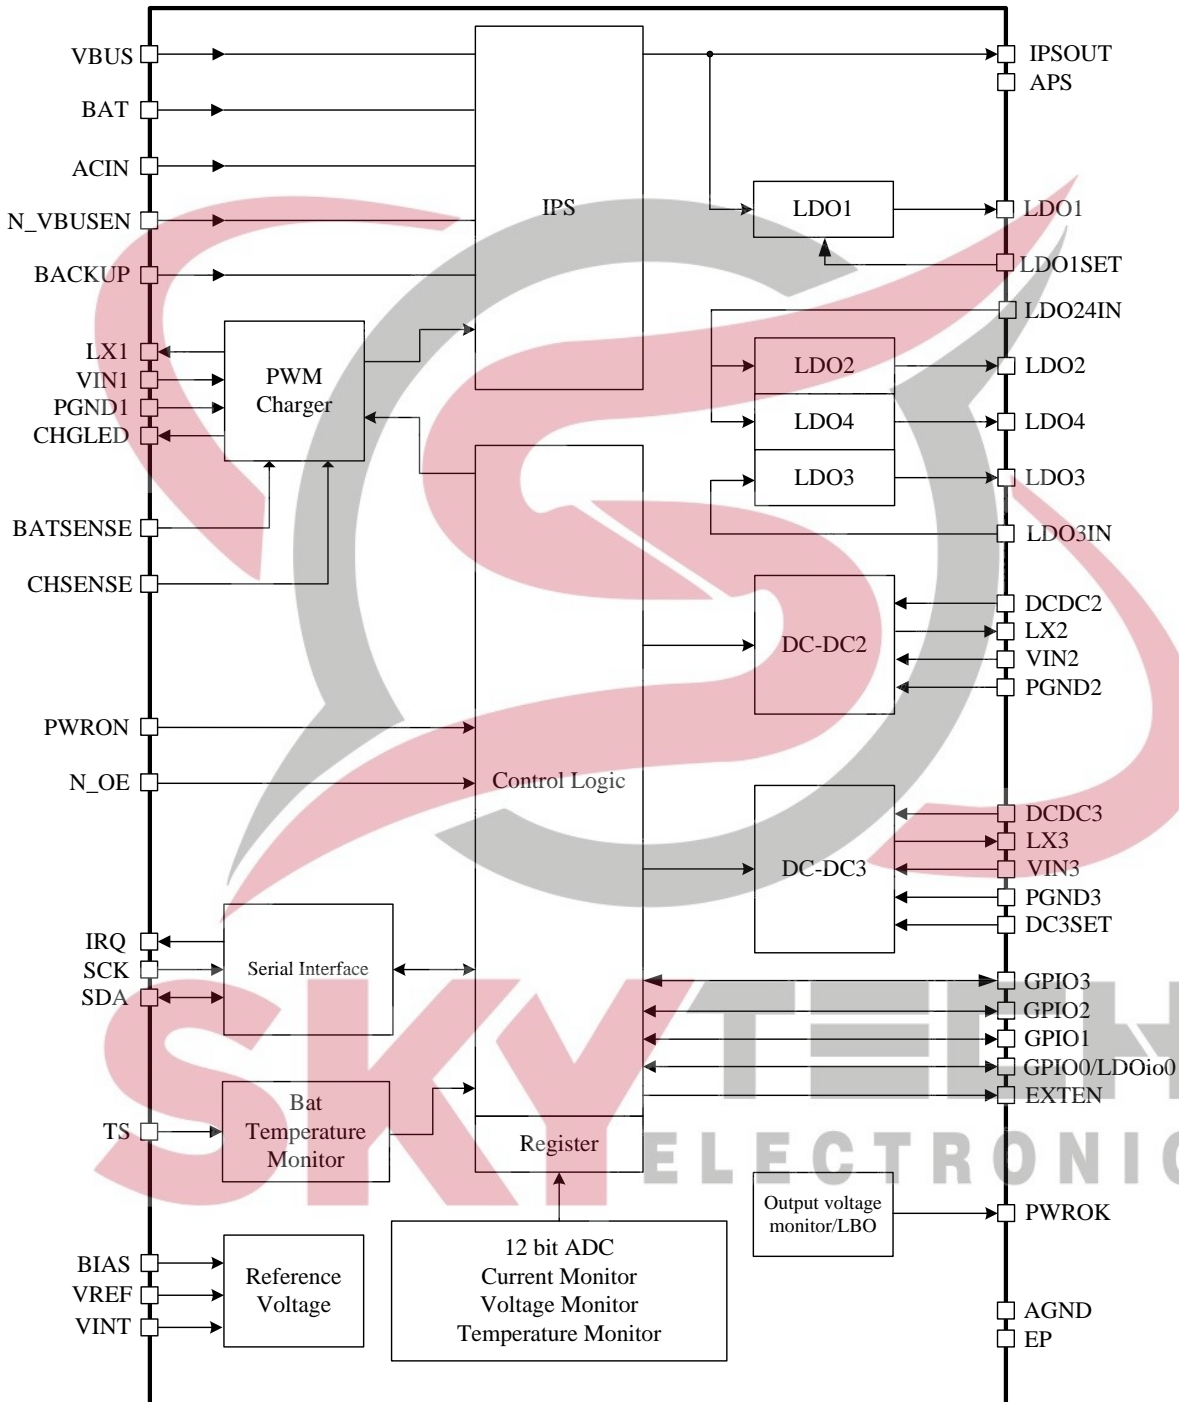 VBUS
BAT
ACIN
N_VBUSEN
BACKUP
LX1
VIN1
PGND1
CHGLED
BATSENSE
CHSENSE
PWRON
N_OE
IRQ
SCK
SDA
TS
BIAS
VREF
VINT
IPS
PWM
Charger
Control Logic
Register
Serial Interface
Bat
Temperature
Monitor
Reference
Voltage
12 bit ADC
Current Monitor
Voltage Monitor
Temperature Monitor
LDO1
LDO2
LDO4
LDO3
DC-DC2
DC-DC3
Output voltage
monitor/LBO
IPSOUT
APS
LDO1
LDO1SET
LDO24IN
LDO2
LDO4
LDO3
LDO3IN
DCDC2
LX2
VIN2
PGND2
DCDC3
LX3
VIN3
PGND3
DC3SET
GPIO3
GPIO2
GPIO1
GPIO0/LDOio0
EXTEN
PWROK
AGND
EP
SKYTECH
ELECTRONIC